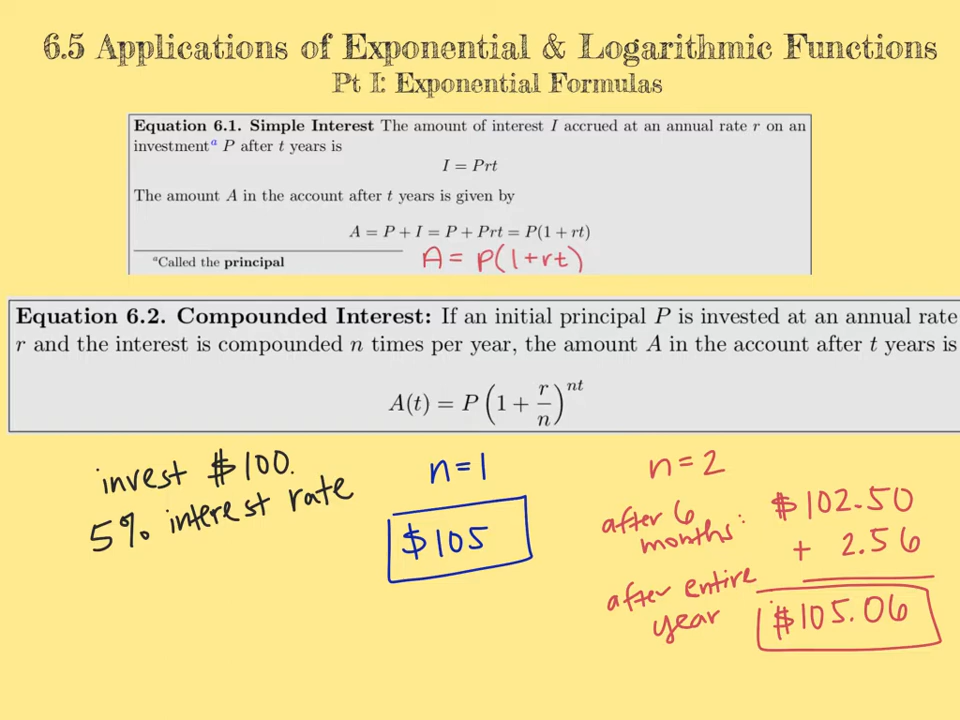 6.5 Applications of Exponential & Logarithmic Functions
Pt I: Exponential Formulas
Equation 6.1. Simple Interest The amount of interest I accrued at an annual rate r on an
investmentᵃ P after t years is
I = Prt
The amount A in the account after t years is given by
A = P + I = P + Prt = P(1 + rt)
ᵃCalled the principal
A = P(1+rt)
Equation 6.2. Compounded Interest: If an initial principal P is invested at an annual rate
r and the interest is compounded n times per year, the amount A in the account after t years is
A(t) = P(1 + r/n)^nt
invest $100.
5% interest rate
n=1
$105
n=2
after 6
months:
$102.50
+ 2.56
after entire
year
$105.06